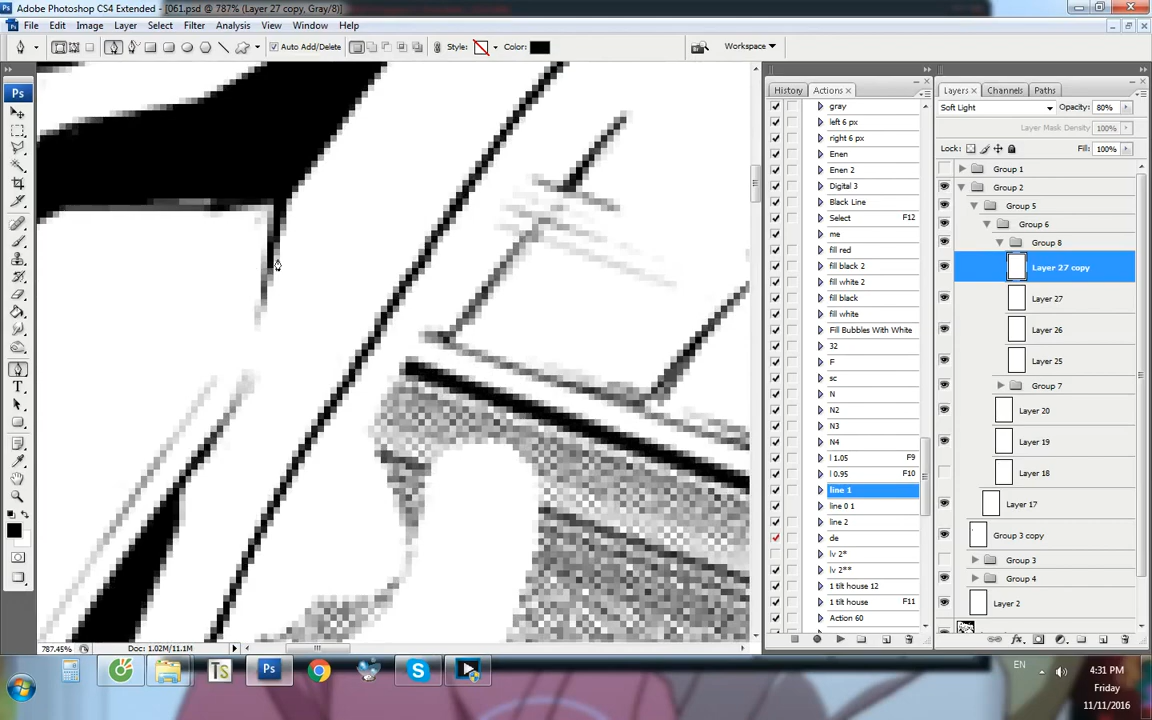 Adobe Photoshop CS4 Extended - [061.psd @ 787% (Layer 27 copy, Gray/8)]
File Edit Image Layer Select Filter Analysis View Window Help
Auto Add/Delete Style: Color: Workspace
History Actions
gray
left 6 px
right 6 px
Enen
Enen 2
Digital 3
Black Line
Select F12
me
fill red
fill black 2
fill white 2
fill black
fill white
Fill Bubbles With White
32
F
sc
N
N2
N3
N4
l 1.05 F9
l 0.95 F10
line 1
line 0 1
line 2
de
lv 2*
lv 2**
1 tilt house 12
1 tilt house F11
Action 60
Layers Channels Paths
Soft Light Opacity: 80%
Layer Mask Density: 100%
Lock: Fill: 100%
Group 1
Group 2
Group 5
Group 6
Group 8
Layer 27 copy
Layer 27
Layer 26
Layer 25
Group 7
Layer 20
Layer 19
Layer 18
Layer 17
Group 3 copy
Group 3
Group 4
Layer 2
Ps
T
787.45% Doc: 1.02M/11.1M
fx
TS Ps S
EN
4:31 PM
Friday
11/11/2016